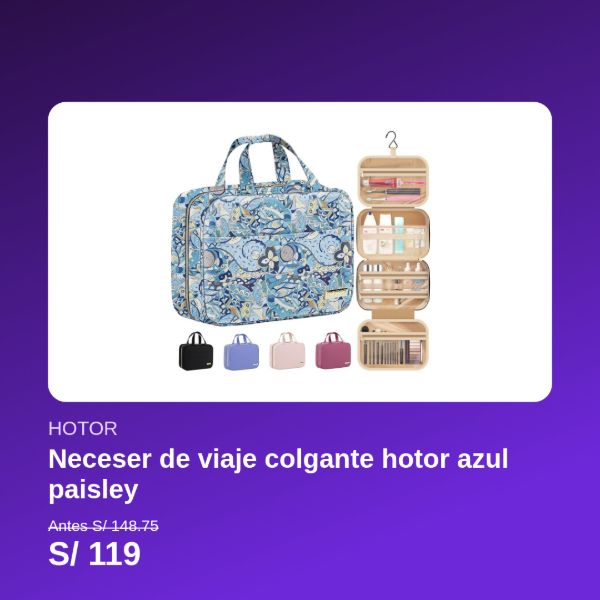 HOTOR
Neceser de viaje colgante hotor azul
paisley
Antes S/ 148.75
S/ 119